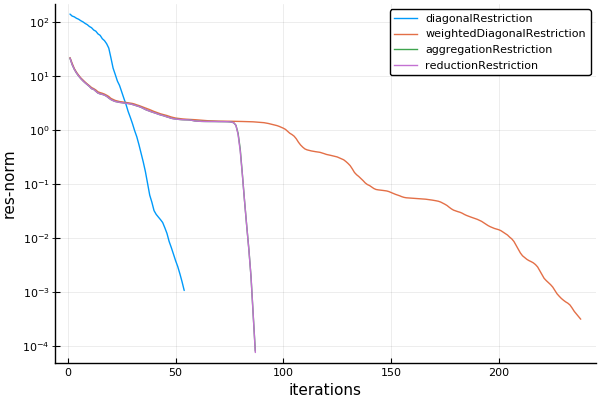 diagonalRestriction
weightedDiagonalRestriction
aggregationRestriction
reductionRestriction
10²
10¹
10⁰
10⁻¹
10⁻²
10⁻³
10⁻⁴
res-norm
0 50 100 150 200
iterations